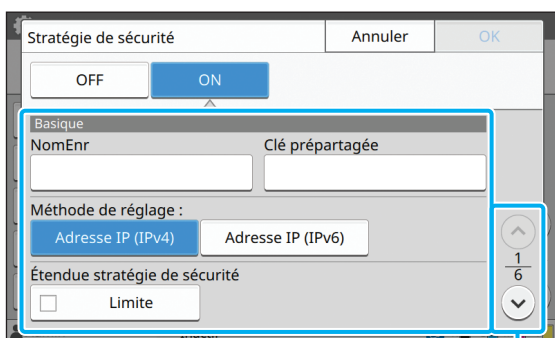 Stratégie de sécurité Annuler OK
OFF ON
Basique
NomEnr Clé prépartagée
Méthode de réglage :
Adresse IP (IPv4) Adresse IP (IPv6)
1
6
Étendue stratégie de sécurité
Limite